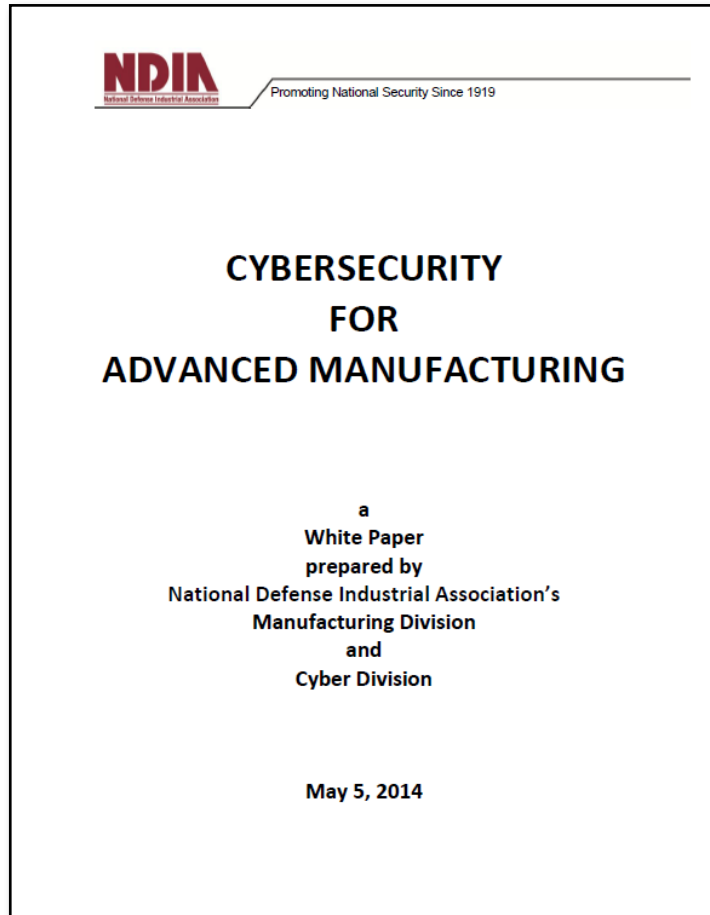 NDIA
National Defense Industrial Association
Promoting National Security Since 1919
CYBERSECURITY
FOR
ADVANCED MANUFACTURING
a
White Paper
prepared by
National Defense Industrial Association’s
Manufacturing Division
and
Cyber Division
May 5, 2014